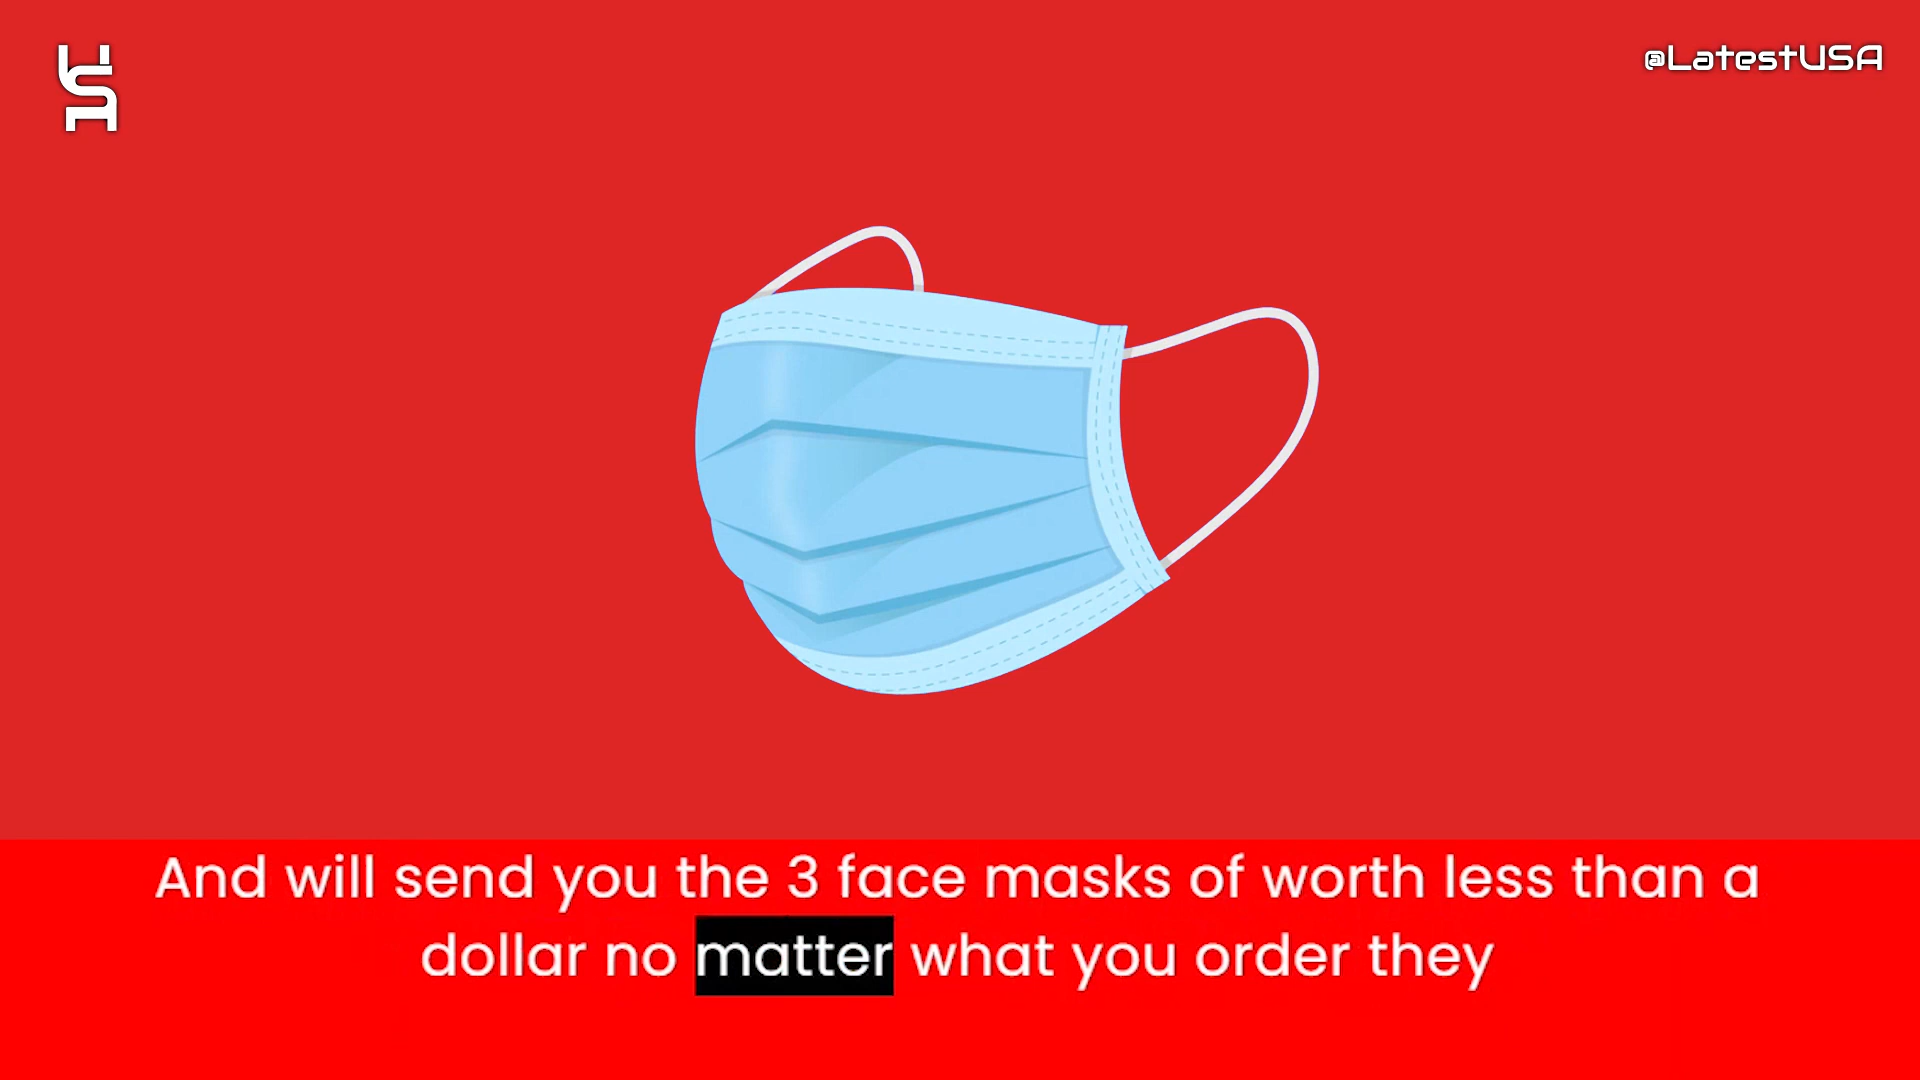 USA
@LatestUSA
And will send you the 3 face masks of worth less than a
dollar no matter what you order they